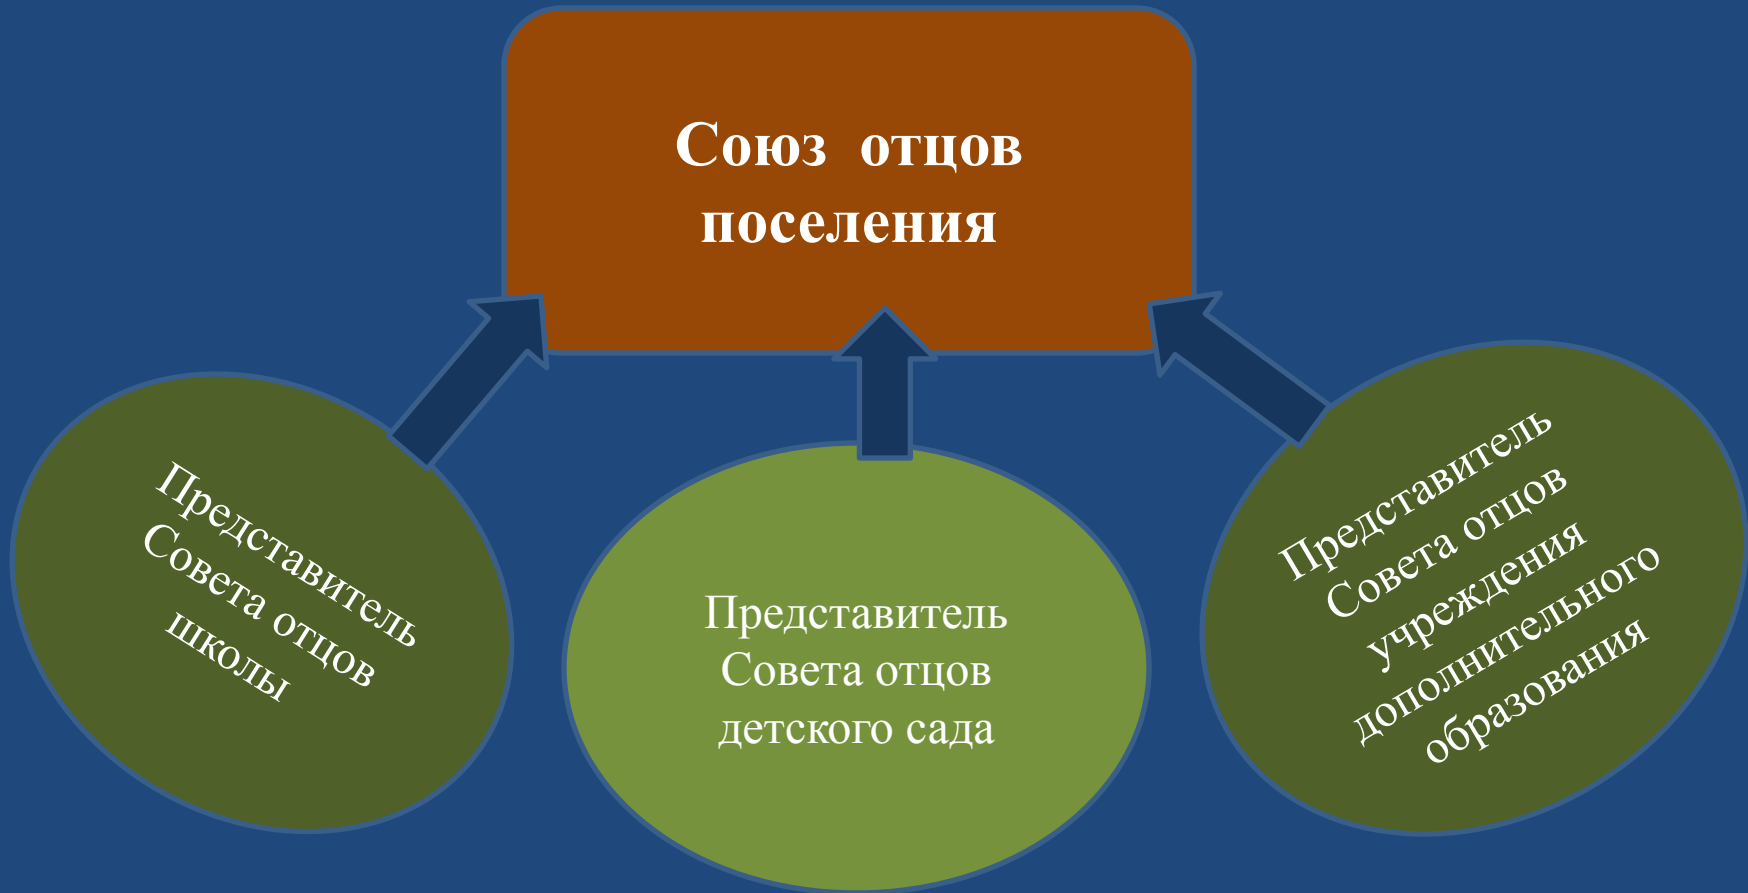 Союз отцов
поселения
Представитель
Совета отцов
школы
Представитель
Совета отцов
детского сада
Представитель
Совета отцов
учреждения
дополнительного
образования